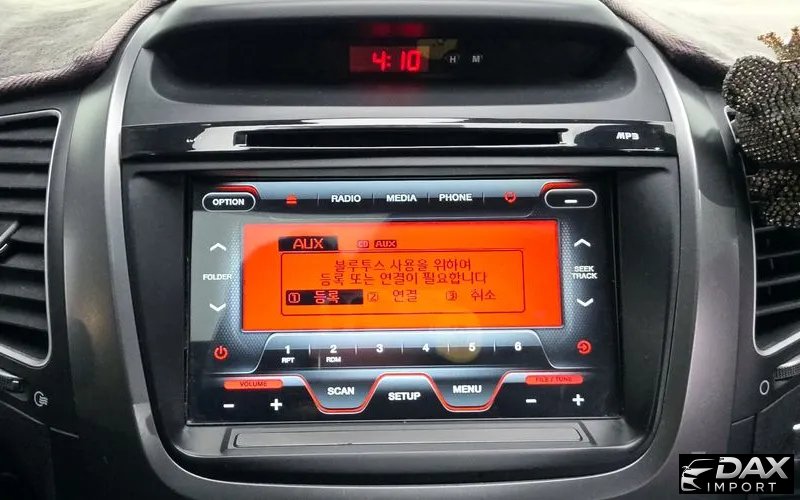 4:10
H M
MP3
OPTION RADIO MEDIA PHONE
AUX CD AUX
블루투스 사용을 위하여
등록 또는 연결이 필요합니다
① 등록 ② 연결 ③ 취소
FOLDER
SEEK
TRACK
1 2 3 4 5 6
RPT RDM
VOLUME SCAN SETUP MENU FILE / TUNE
- + - +
DAX
IMPORT